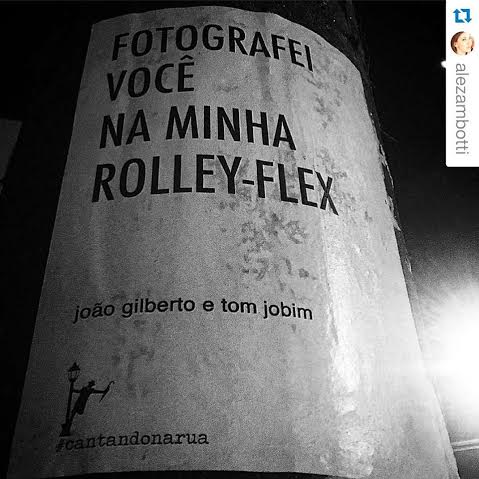 FOTOGRAFEI
VOCÊ
NA MINHA
ROLLEY-FLEX
joão gilberto e tom jobim
#cantandonarua
alezambotti